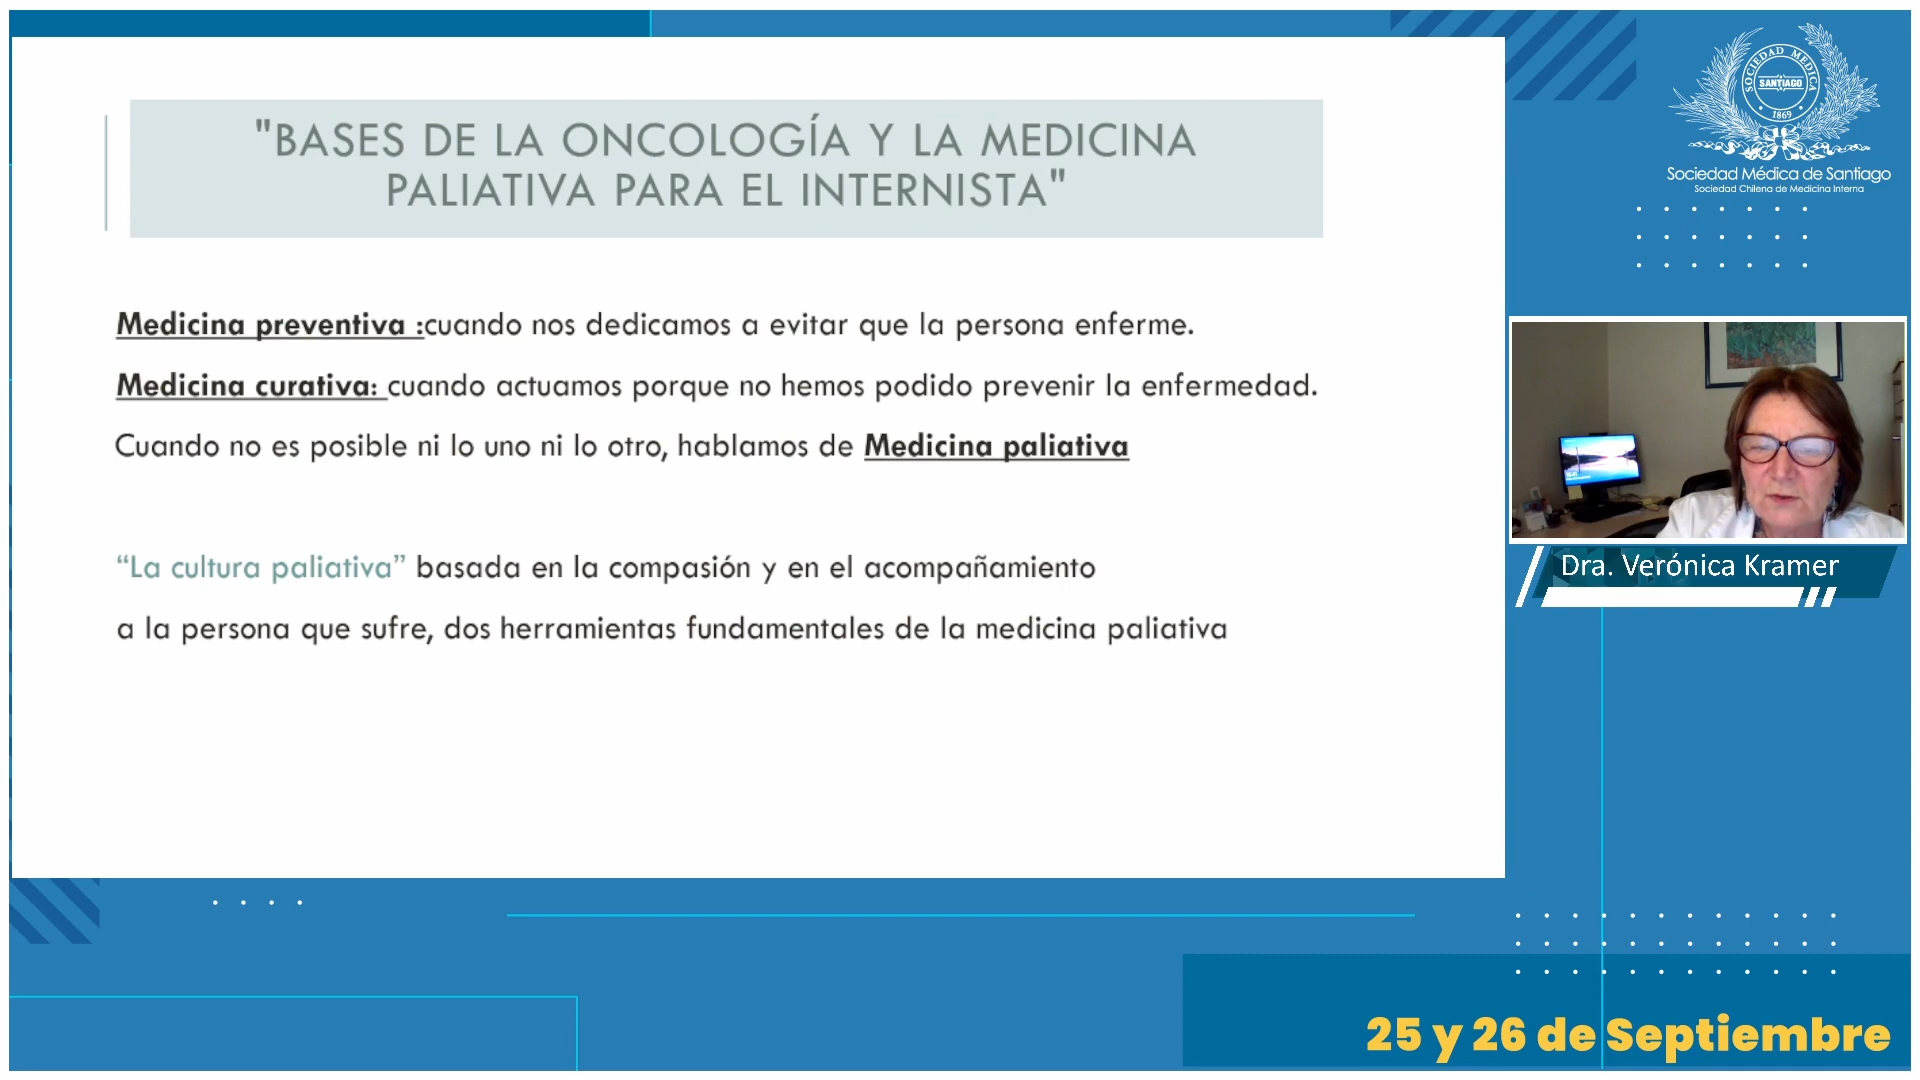 "BASES DE LA ONCOLOGÍA Y LA MEDICINA
PALIATIVA PARA EL INTERNISTA"
Medicina preventiva :cuando nos dedicamos a evitar que la persona enferme.
Medicina curativa: cuando actuamos porque no hemos podido prevenir la enfermedad.
Cuando no es posible ni lo uno ni lo otro, hablamos de Medicina paliativa
“La cultura paliativa” basada en la compasión y en el acompañamiento
a la persona que sufre, dos herramientas fundamentales de la medicina paliativa
SOCIEDAD MEDICA
SANTIAGO
1869
Sociedad Médica de Santiago
Sociedad Chilena de Medicina Interna
Dra. Verónica Kramer
25 y 26 de Septiembre